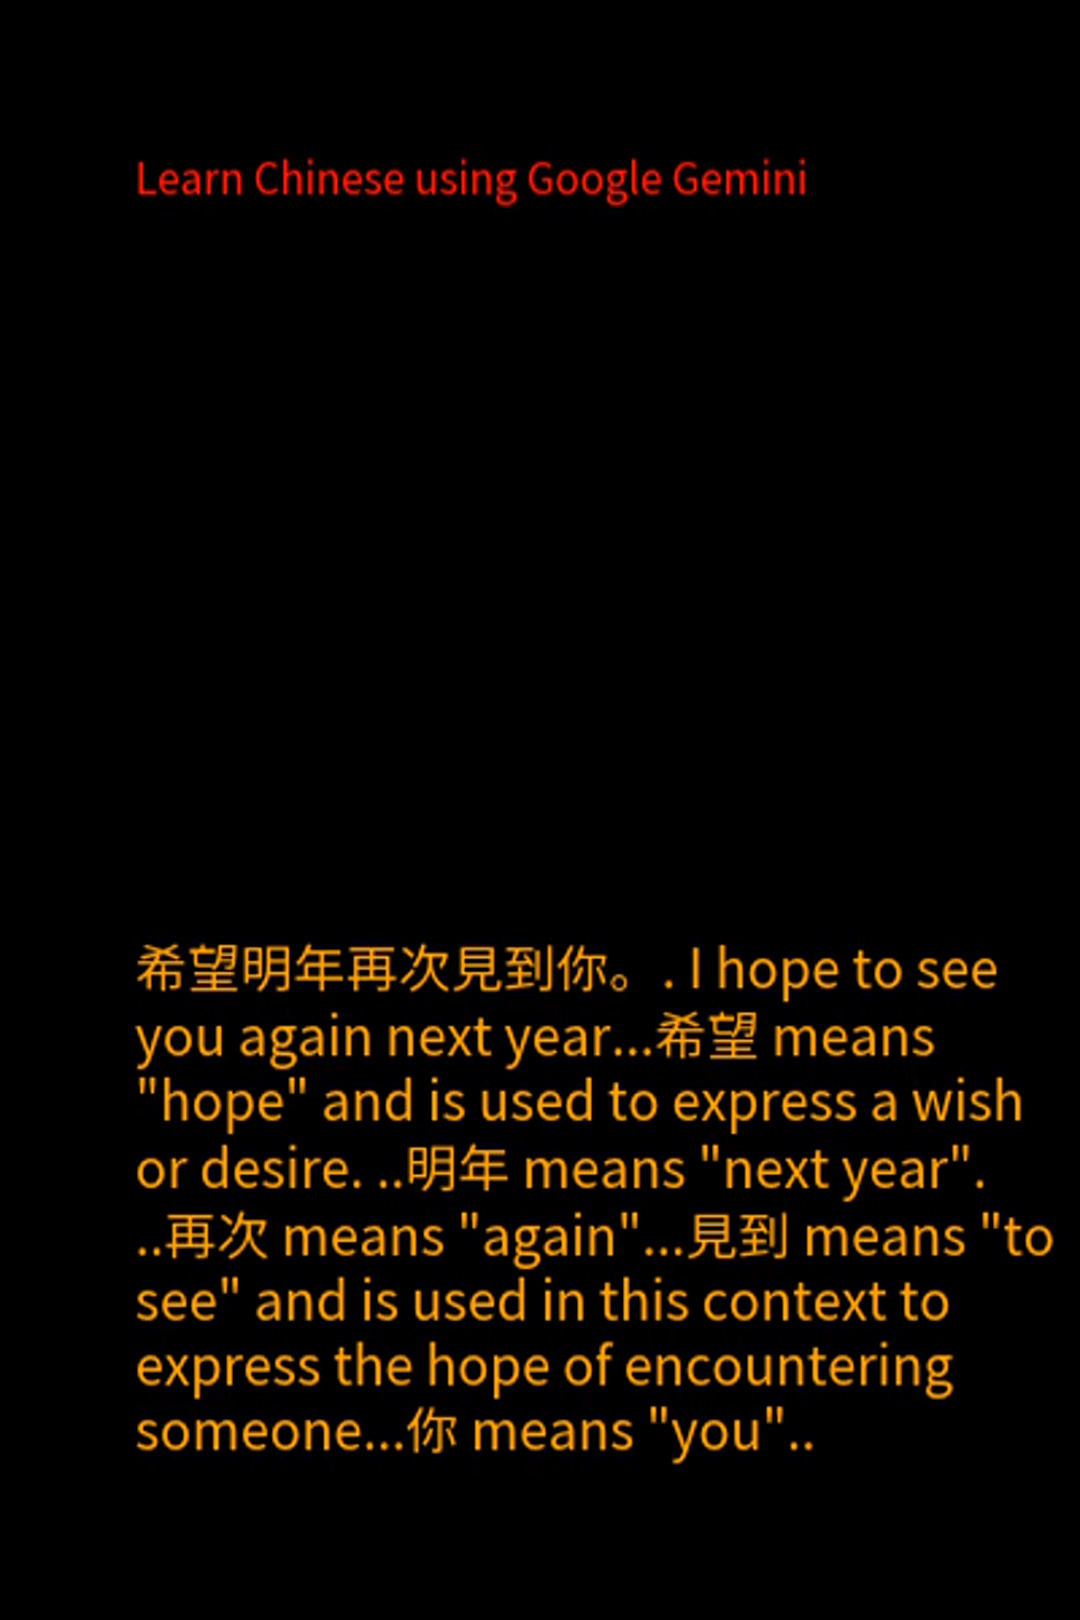 Learn Chinese using Google Gemini
希望明年再次見到你。. I hope to see
you again next year...希望 means
"hope" and is used to express a wish
or desire. ..明年 means "next year".
..再次 means "again"...見到 means "to
see" and is used in this context to
express the hope of encountering
someone...你 means "you"..